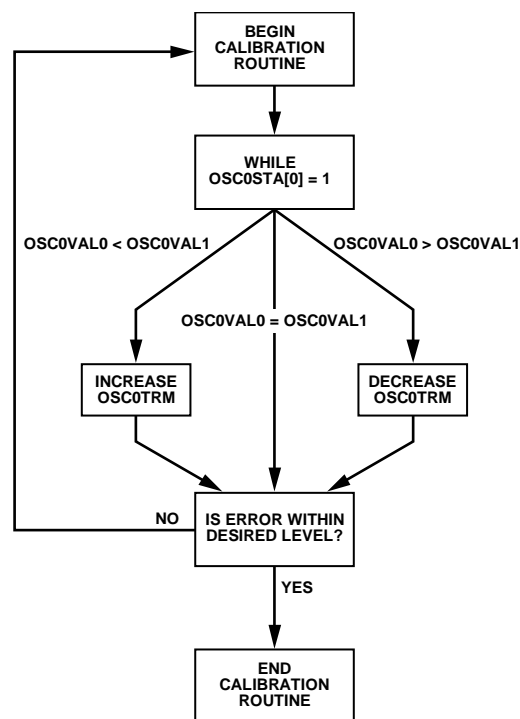 BEGIN
CALIBRATION
ROUTINE
WHILE
OSC0STA[0] = 1
OSC0VAL0 < OSC0VAL1
OSC0VAL0 > OSC0VAL1
OSC0VAL0 = OSC0VAL1
INCREASE
OSC0TRM
DECREASE
OSC0TRM
NO
IS ERROR WITHIN
DESIRED LEVEL?
YES
END
CALIBRATION
ROUTINE